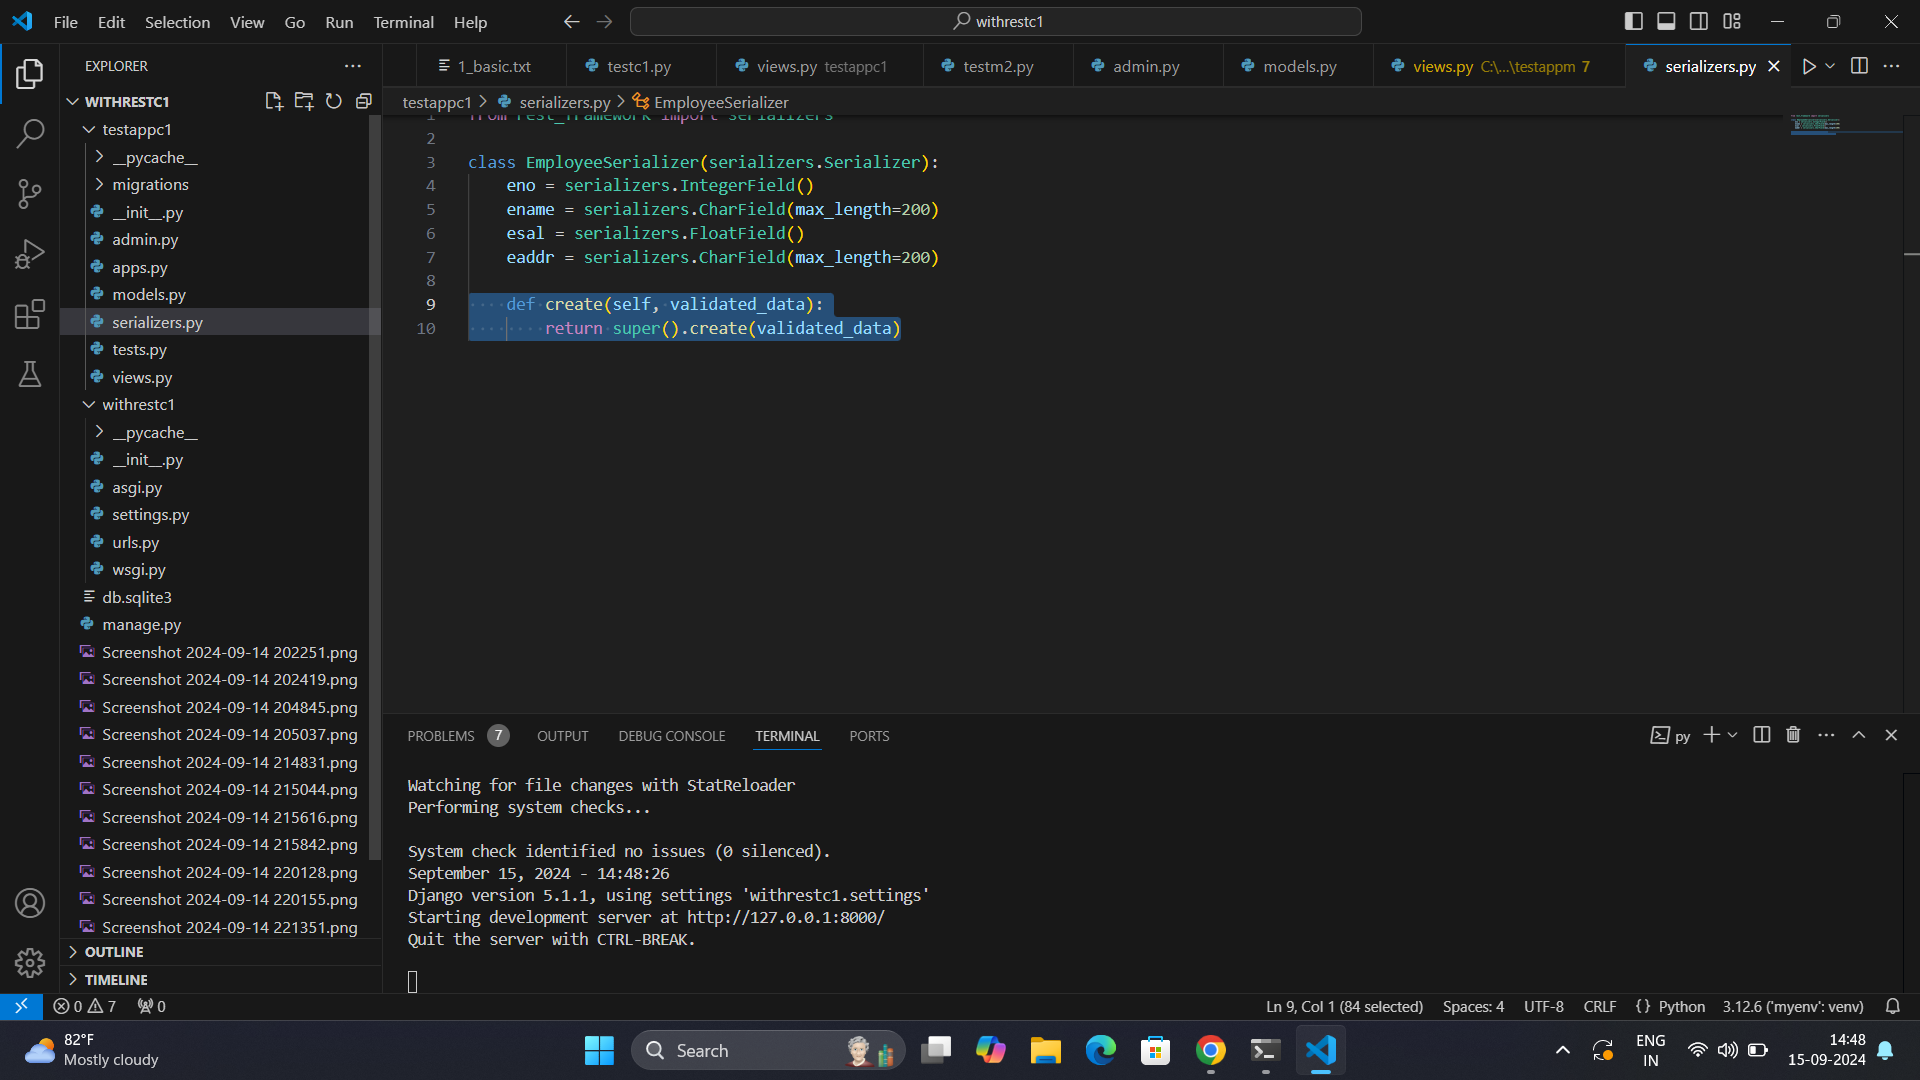 File Edit Selection View Go Run Terminal Help
withrestc1
EXPLORER
1_basic.txt
testc1.py
views.py testappc1
testm2.py
admin.py
models.py
views.py C:\...\testappm 7
serializers.py
WITHRESTC1
testappc1 > serializers.py > EmployeeSerializer
testappc1
__pycache__
migrations
__init__.py
admin.py
apps.py
models.py
serializers.py
tests.py
views.py
withrestc1
__pycache__
__init__.py
asgi.py
settings.py
urls.py
wsgi.py
db.sqlite3
manage.py
Screenshot 2024-09-14 202251.png
Screenshot 2024-09-14 202419.png
Screenshot 2024-09-14 204845.png
Screenshot 2024-09-14 205037.png
Screenshot 2024-09-14 214831.png
Screenshot 2024-09-14 215044.png
Screenshot 2024-09-14 215616.png
Screenshot 2024-09-14 215842.png
Screenshot 2024-09-14 220128.png
Screenshot 2024-09-14 220155.png
Screenshot 2024-09-14 221351.png
OUTLINE
TIMELINE
1 from rest_framework import serializers
2
3 class EmployeeSerializer(serializers.Serializer):
4 eno = serializers.IntegerField()
5 ename = serializers.CharField(max_length=200)
6 esal = serializers.FloatField()
7 eaddr = serializers.CharField(max_length=200)
8
9 def create(self, validated_data):
10 return super().create(validated_data)
PROBLEMS 7 OUTPUT DEBUG CONSOLE TERMINAL PORTS
py
Watching for file changes with StatReloader
Performing system checks...
System check identified no issues (0 silenced).
September 15, 2024 - 14:48:26
Django version 5.1.1, using settings 'withrestc1.settings'
Starting development server at http://127.0.0.1:8000/
Quit the server with CTRL-BREAK.
0 7 0
Ln 9, Col 1 (84 selected) Spaces: 4 UTF-8 CRLF {} Python 3.12.6 ('myenv': venv)
82°F
Mostly cloudy
Search
ENG
IN
14:48
15-09-2024